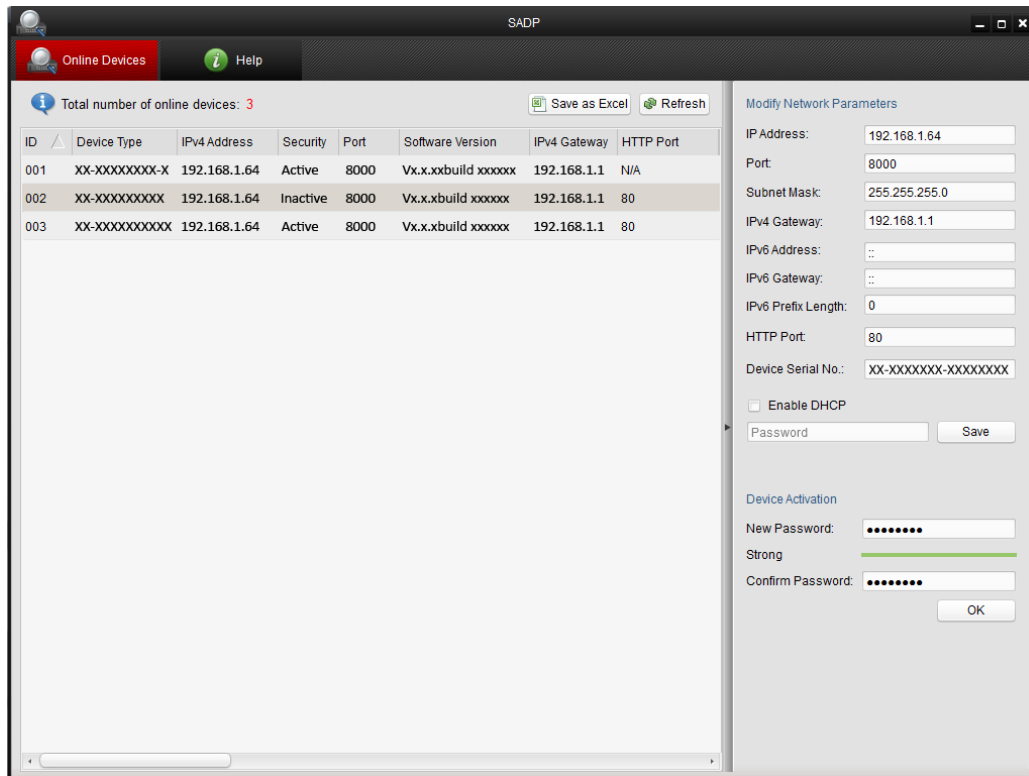 SADP
Online Devices Help
Total number of online devices: 3 Save as Excel Refresh
ID Device Type IPv4 Address Security Port Software Version IPv4 Gateway HTTP Port
001 XX-XXXXXXXX-X 192.168.1.64 Active 8000 Vx.x.xxbuild xxxxxx 192.168.1.1 N/A
002 XX-XXXXXXXXX 192.168.1.64 Inactive 8000 Vx.x.xbuild xxxxxx 192.168.1.1 80
003 XX-XXXXXXXXXX 192.168.1.64 Active 8000 Vx.x.xbuild xxxxxx 192.168.1.1 80
Modify Network Parameters
IP Address: 192.168.1.64
Port: 8000
Subnet Mask: 255.255.255.0
IPv4 Gateway: 192.168.1.1
IPv6 Address: ::
IPv6 Gateway: ::
IPv6 Prefix Length: 0
HTTP Port: 80
Device Serial No.: XX-XXXXXXX-XXXXXXXX
Enable DHCP
Password Save
Device Activation
New Password: ●●●●●●●●
Strong
Confirm Password: ●●●●●●●●
OK